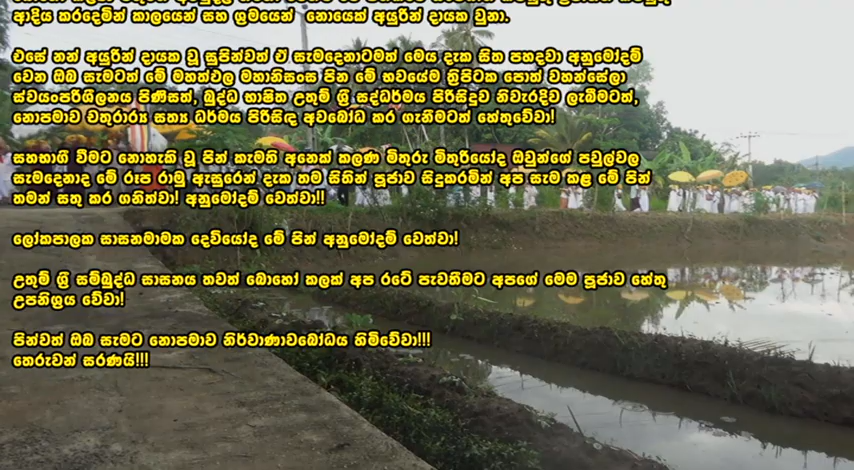 ආදිය කරදෙමින් කාලයෙන් සහ ශ්‍රමයෙන් නොයෙක් අයුරින් දායක වුනා.
එසේ නන් අයුරින් දායක වූ සුපින්වත් ඒ සැමදෙනාටමත් මෙය දැක සිත පහදවා අනුමෝදම්
වෙන ඔබ සැමටත් මේ මහත්ඵල මහානිසංස පින මේ භවයේම ත්‍රිපිටක පොත් වහන්සේලා
ස්වයංපරිශීලනය පිණිසත්, බුද්ධ භාෂිත උතුම් ශ්‍රී සද්ධර්මය පිරිසිදුව නිවැරදිව ලැබීමටත්,
නොපමාව චතුරාර්‍ය සත්‍ය ධර්මය පිරිසිඳ අවබෝධ කර ගැනීමටත් හේතුවේවා!
සහභාගී වීමට නොහැකි වූ පින් කැමති අනෙක් කලණ මිතුරු මිතුරියෝද ඔවුන්ගේ පවුල්වල
සැමදෙනාද මේ රූප රාමු ඇසුරෙන් දැක තම සිතින් පූජාව සිදුකරමින් අප සැම කළ මේ පින්
තමන් සතු කර ගනිත්වා! අනුමෝදම් වෙත්වා!!
ලෝකපාලක සාසනමාමක දෙවියෝද මේ පින් අනුමෝදම් වෙත්වා!
උතුම් ශ්‍රී සම්බුද්ධ සාසනය තවත් බොහෝ කලක් අප රටේ පැවතීමට අපගේ මෙම පූජාව හේතු
උපනිශ්‍රය වේවා!
පින්වත් ඔබ සැමට නොපමාව නිර්වාණාවබෝධය හිමිවේවා!!!
තෙරුවන් සරණයි!!!